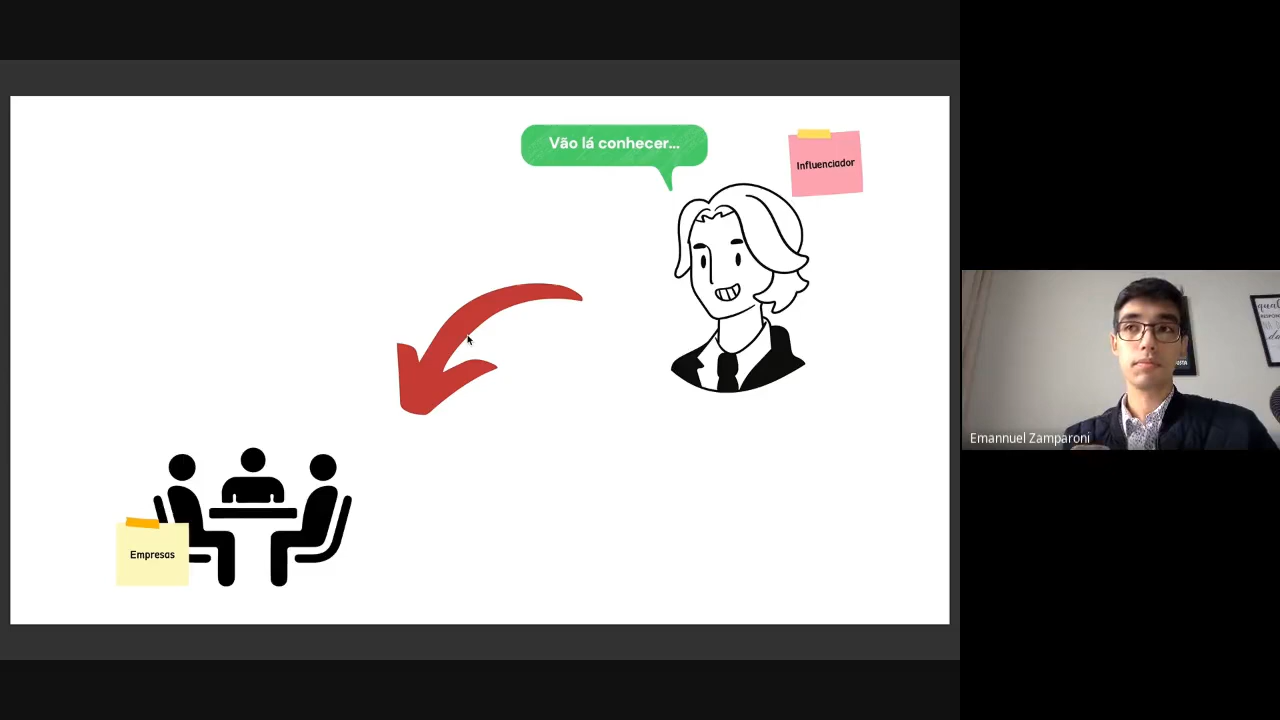 Vão lá conhecer...
Influenciador
Empresas
Emannuel Zamparoni